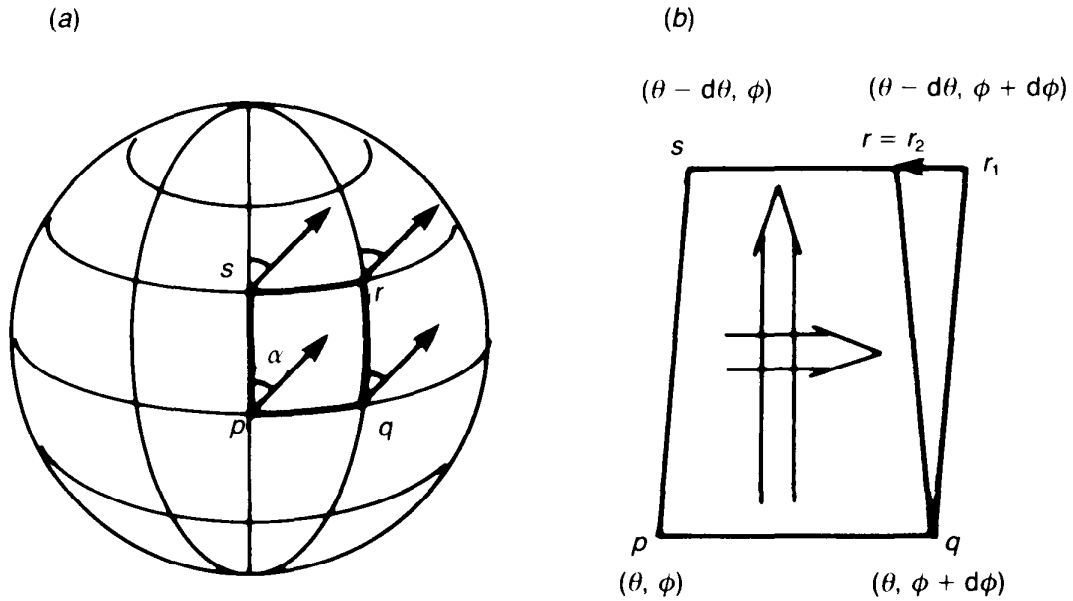 (a)
s
r
α
p
q
(b)
(θ − dθ, φ)
(θ − dθ, φ + dφ)
s
r = r₂
r₁
p
q
(θ, φ)
(θ, φ + dφ)